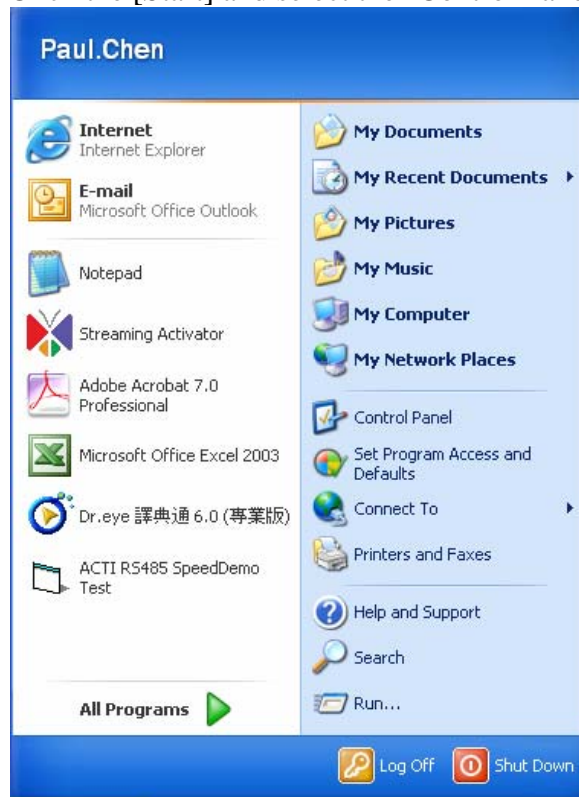 Paul.Chen
Internet
Internet Explorer
E-mail
Microsoft Office Outlook
Notepad
Streaming Activator
Adobe Acrobat 7.0
Professional
Microsoft Office Excel 2003
Dr.eye 譯典通 6.0 (專業版)
ACTI RS485 SpeedDemo
Test
All Programs
My Documents
My Recent Documents
My Pictures
My Music
My Computer
My Network Places
Control Panel
Set Program Access and
Defaults
Connect To
Printers and Faxes
Help and Support
Search
Run...
Log Off
Shut Down